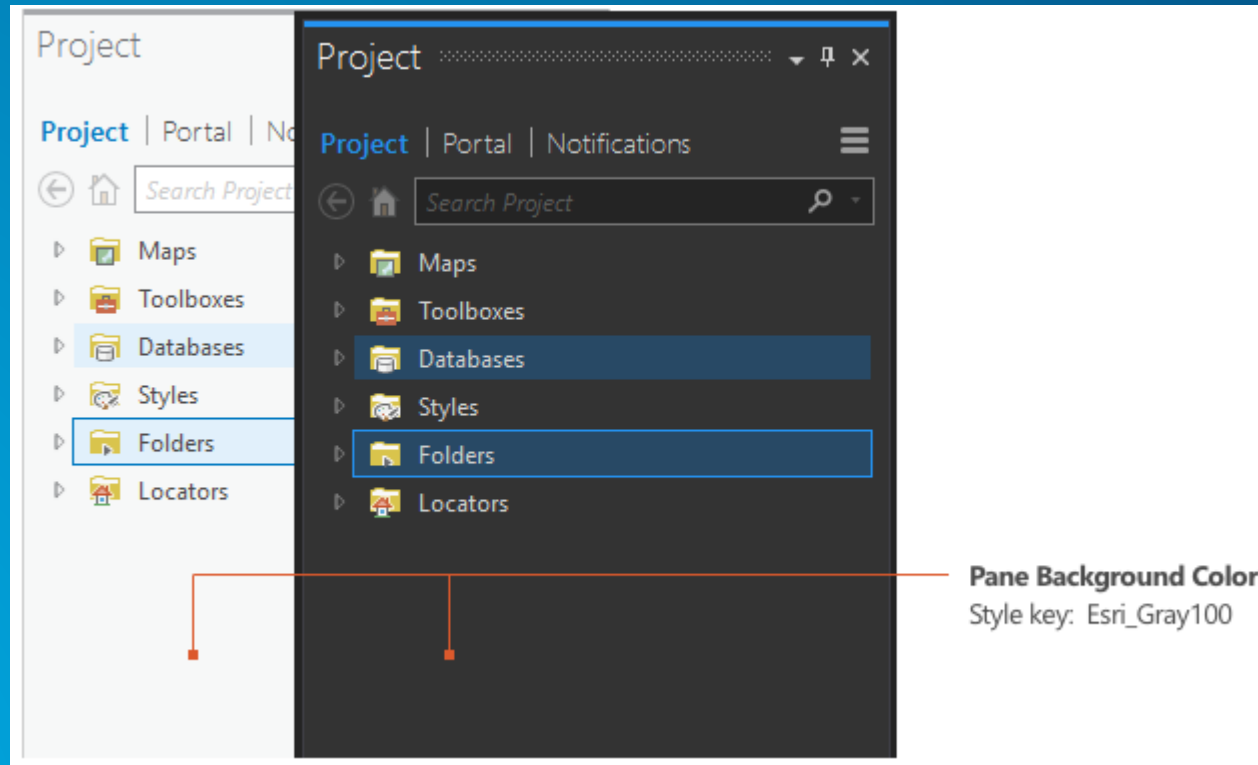 Project
Project | Portal | No
Search Project
Maps
Toolboxes
Databases
Styles
Folders
Locators
Project
Project | Portal | Notifications
Search Project
Maps
Toolboxes
Databases
Styles
Folders
Locators
Pane Background Color
Style key: Esri_Gray100